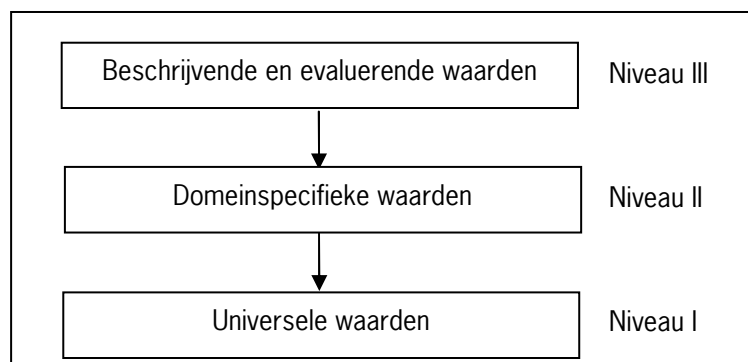 Beschrijvende en evaluerende waarden Niveau III
Domeinspecifieke waarden Niveau II
Universele waarden Niveau I